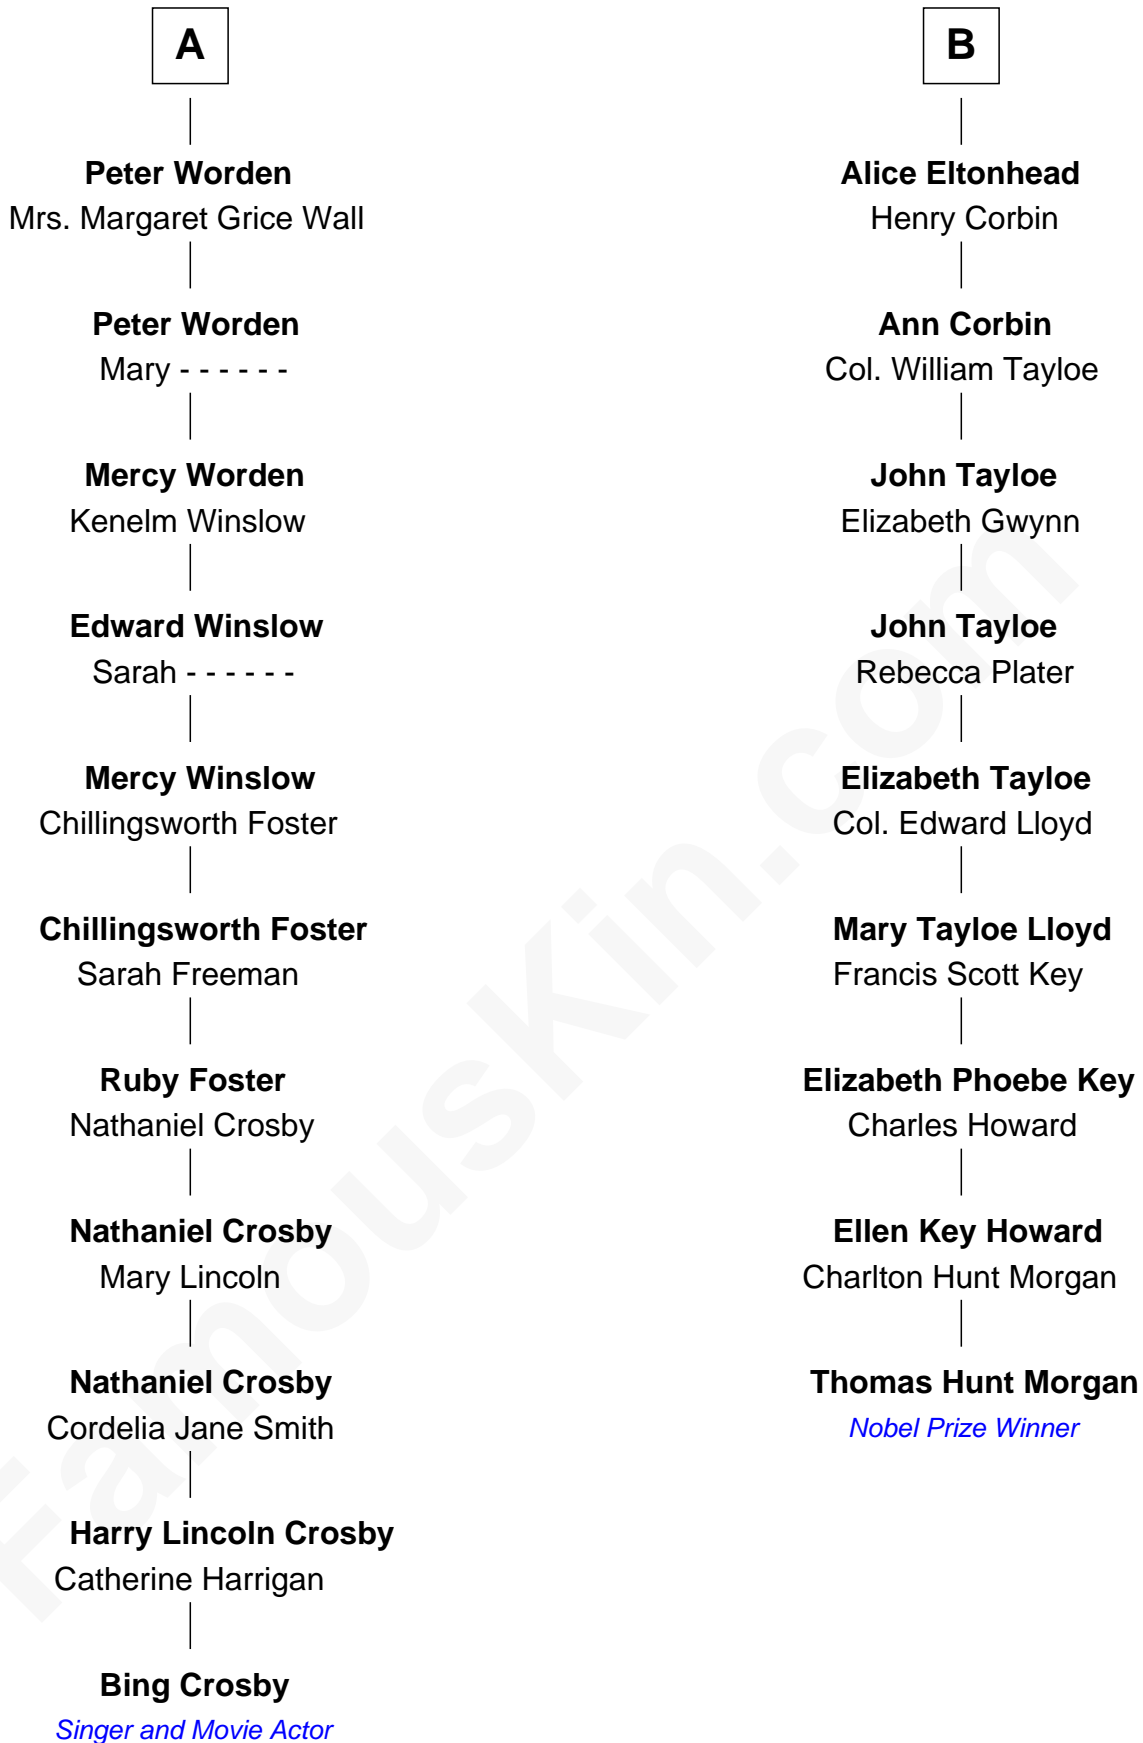 A
Peter Worden
Mrs. Margaret Grice Wall
Peter Worden
Mary - - - - - -
Mercy Worden
Kenelm Winslow
Edward Winslow
Sarah - - - - - -
Mercy Winslow
Chillingsworth Foster
Chillingsworth Foster
Sarah Freeman
Ruby Foster
Nathaniel Crosby
Nathaniel Crosby
Mary Lincoln
Nathaniel Crosby
Cordelia Jane Smith
Harry Lincoln Crosby
Catherine Harrigan
Bing Crosby
Singer and Movie Actor
B
Alice Eltonhead
Henry Corbin
Ann Corbin
Col. William Tayloe
John Tayloe
Elizabeth Gwynn
John Tayloe
Rebecca Plater
Elizabeth Tayloe
Col. Edward Lloyd
Mary Tayloe Lloyd
Francis Scott Key
Elizabeth Phoebe Key
Charles Howard
Ellen Key Howard
Charlton Hunt Morgan
Thomas Hunt Morgan
Nobel Prize Winner
FamousKin.com